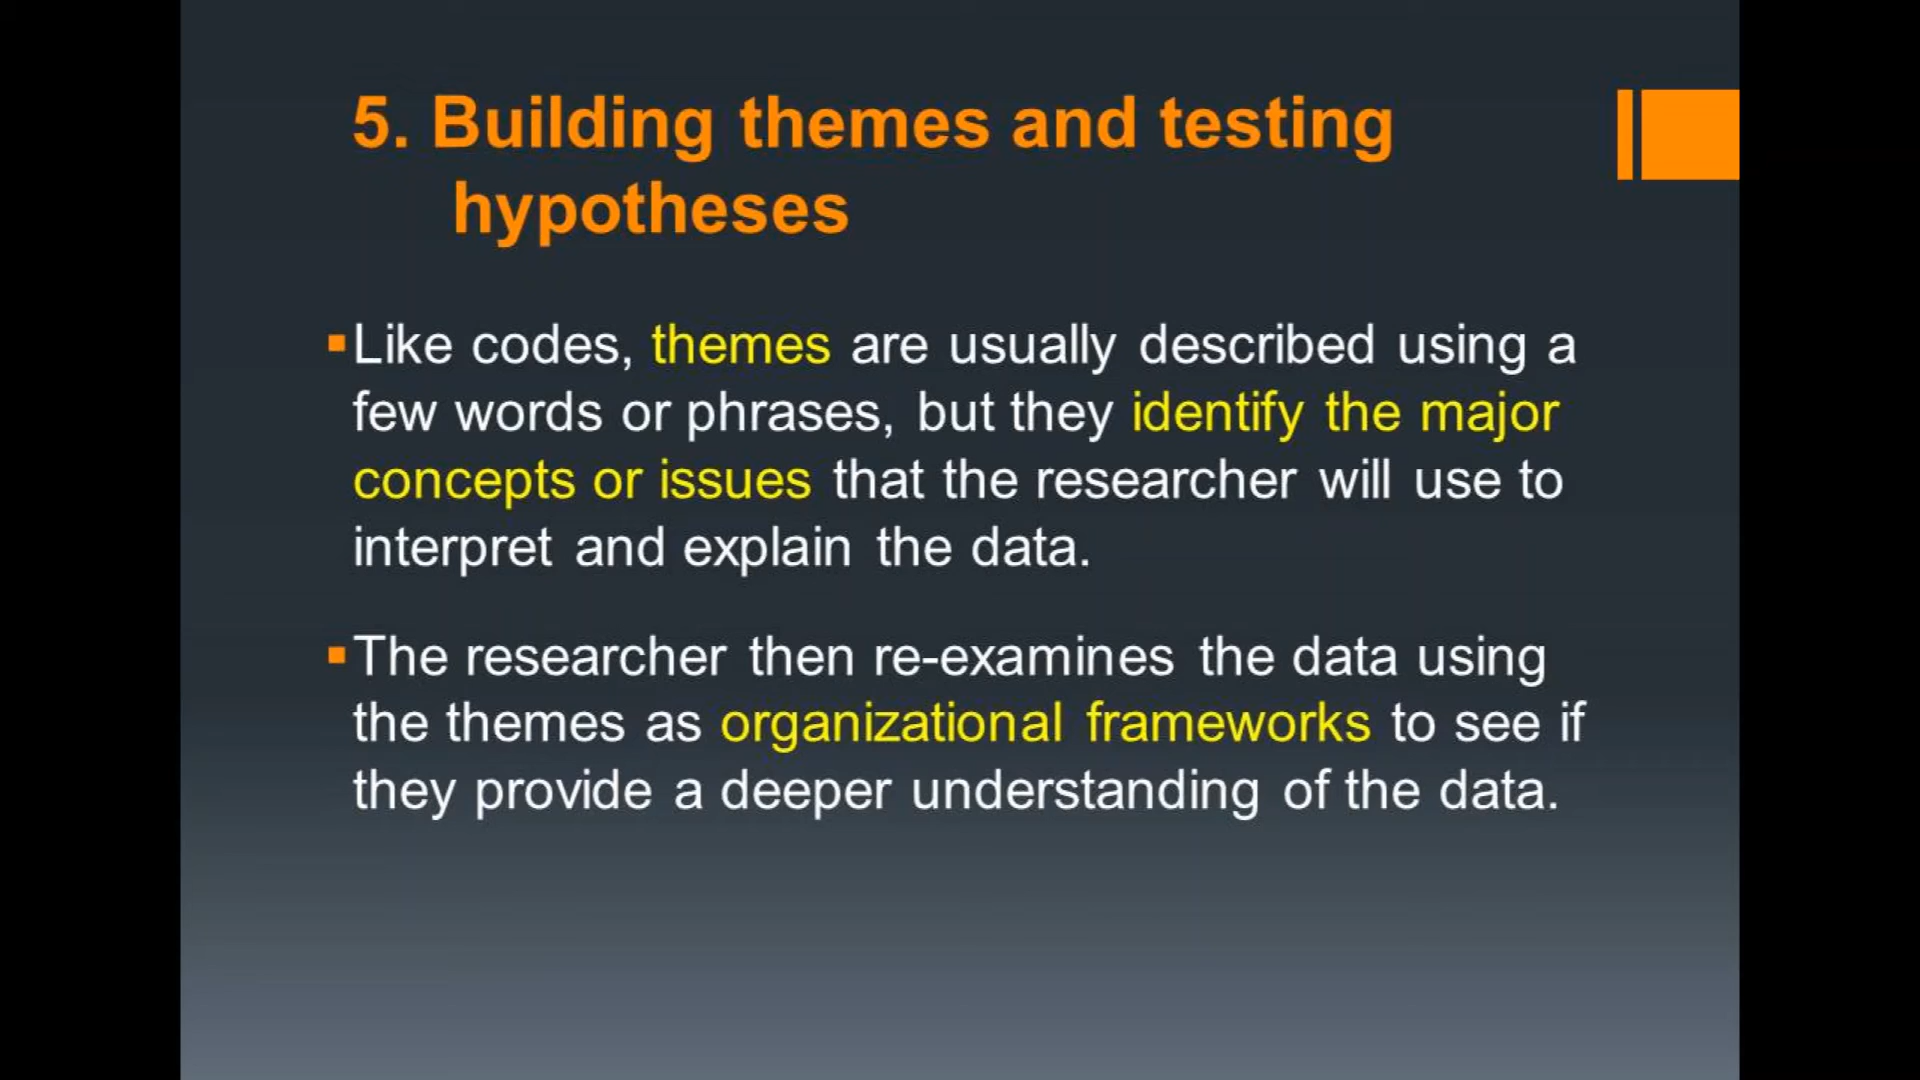 5. Building themes and testing
hypotheses
▪Like codes, themes are usually described using a
few words or phrases, but they identify the major
concepts or issues that the researcher will use to
interpret and explain the data.
▪The researcher then re-examines the data using
the themes as organizational frameworks to see if
they provide a deeper understanding of the data.